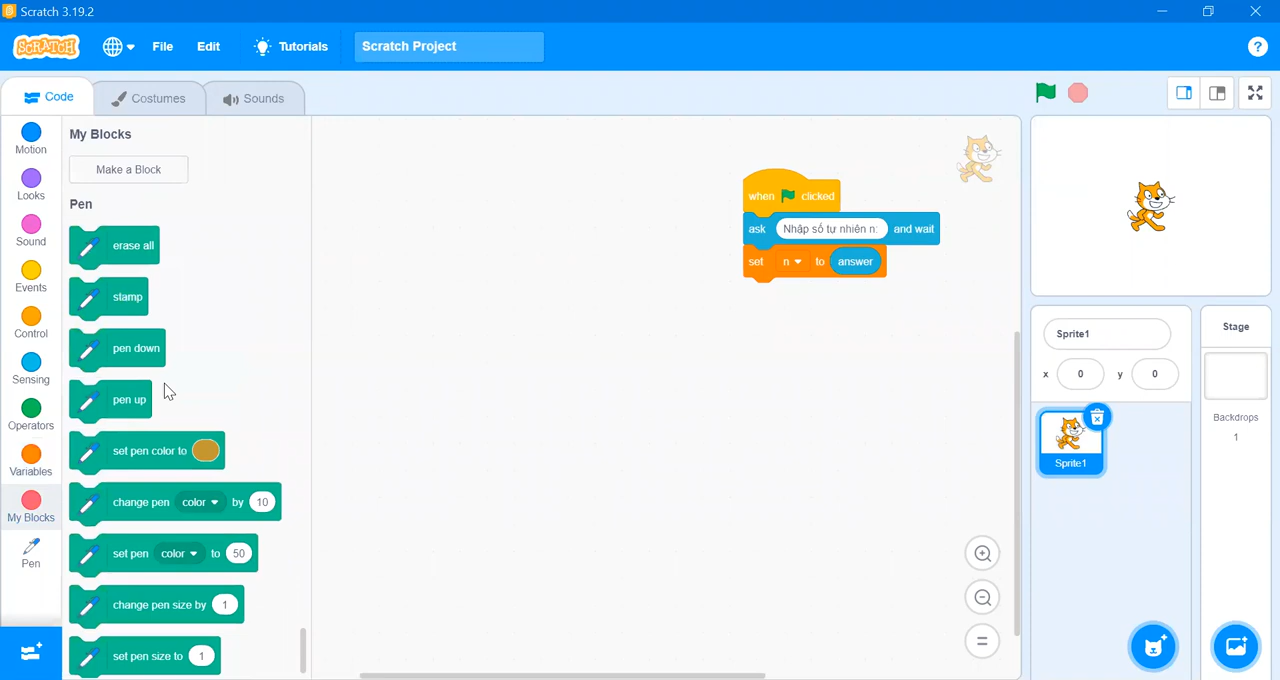 Scratch 3.19.2
SCRATCH File Edit Tutorials Scratch Project ?
Code Costumes Sounds
Motion
Looks
Sound
Events
Control
Sensing
Operators
Variables
My Blocks
Pen
My Blocks
Make a Block
Pen
erase all
stamp
pen down
pen up
set pen color to
change pen color by 10
set pen color to 50
change pen size by 1
set pen size to 1
when clicked
ask Nhập số tự nhiên n: and wait
set n to answer
Sprite1
x 0 y 0
Sprite1
Stage
Backdrops
1